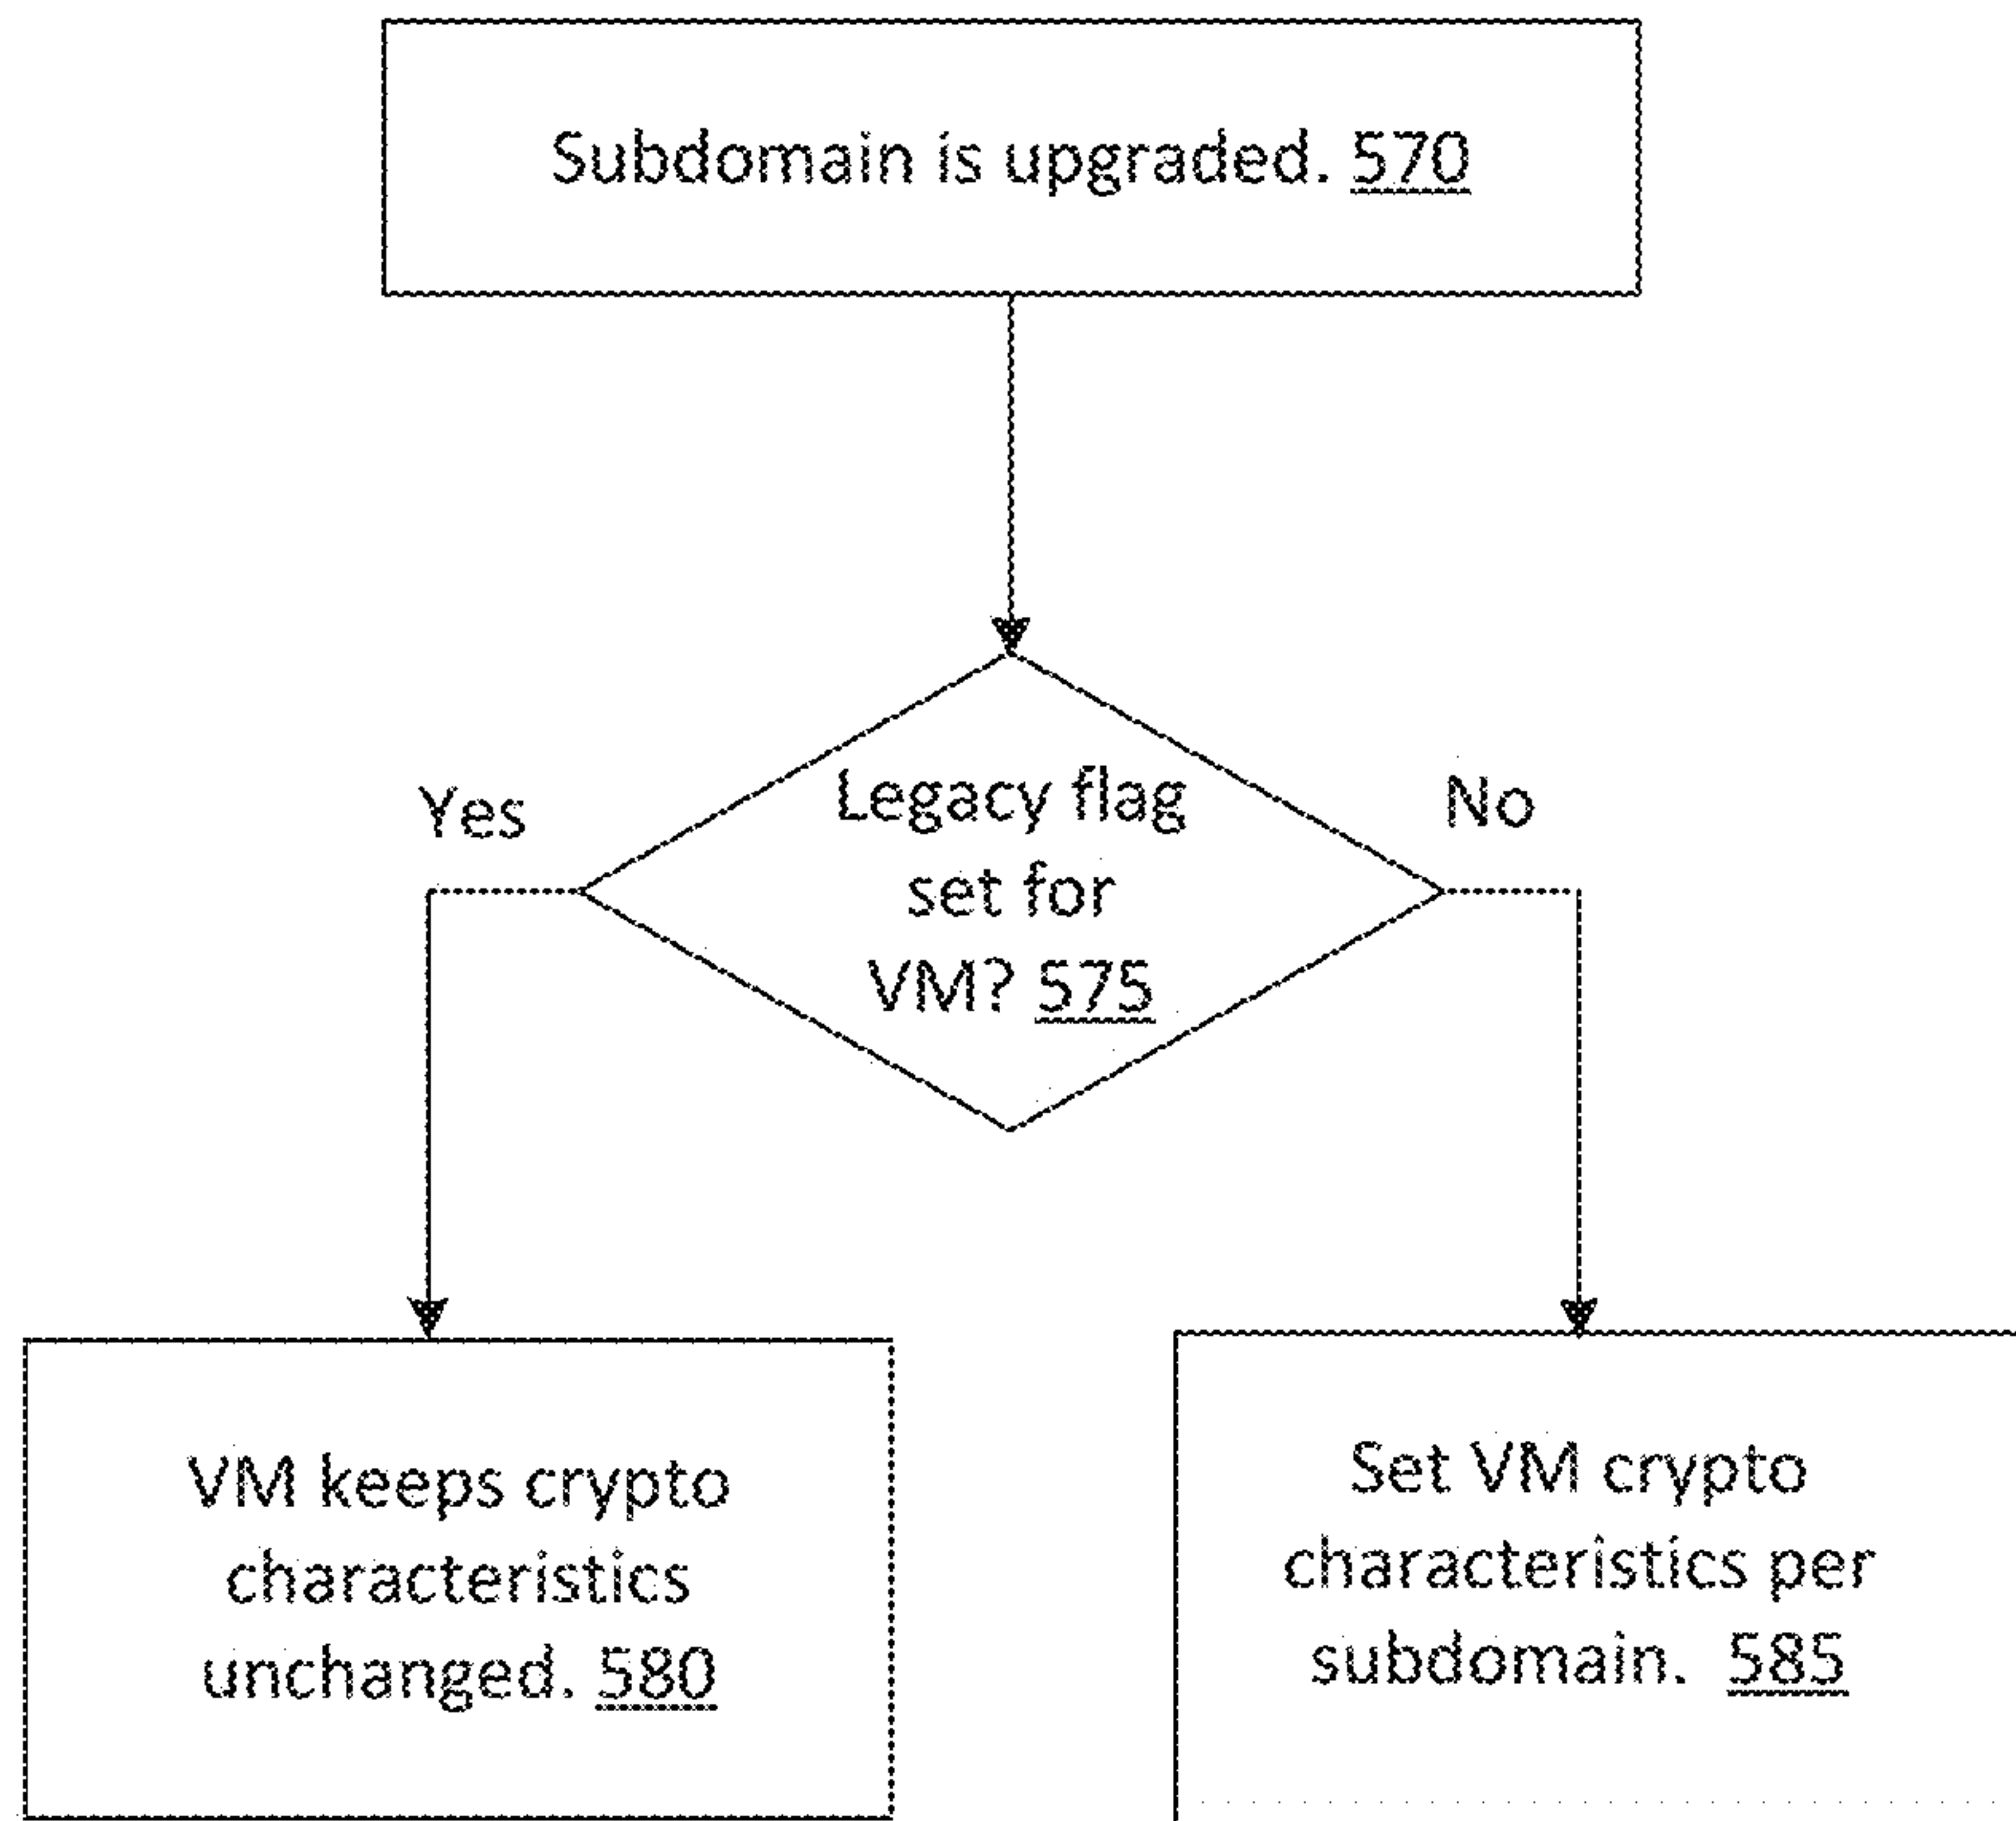 Subdomain is upgraded. 570
Yes
Legacy flag
set for
VM? 575
No
VM keeps crypto
characteristics
unchanged. 580
Set VM crypto
characteristics per
subdomain. 585